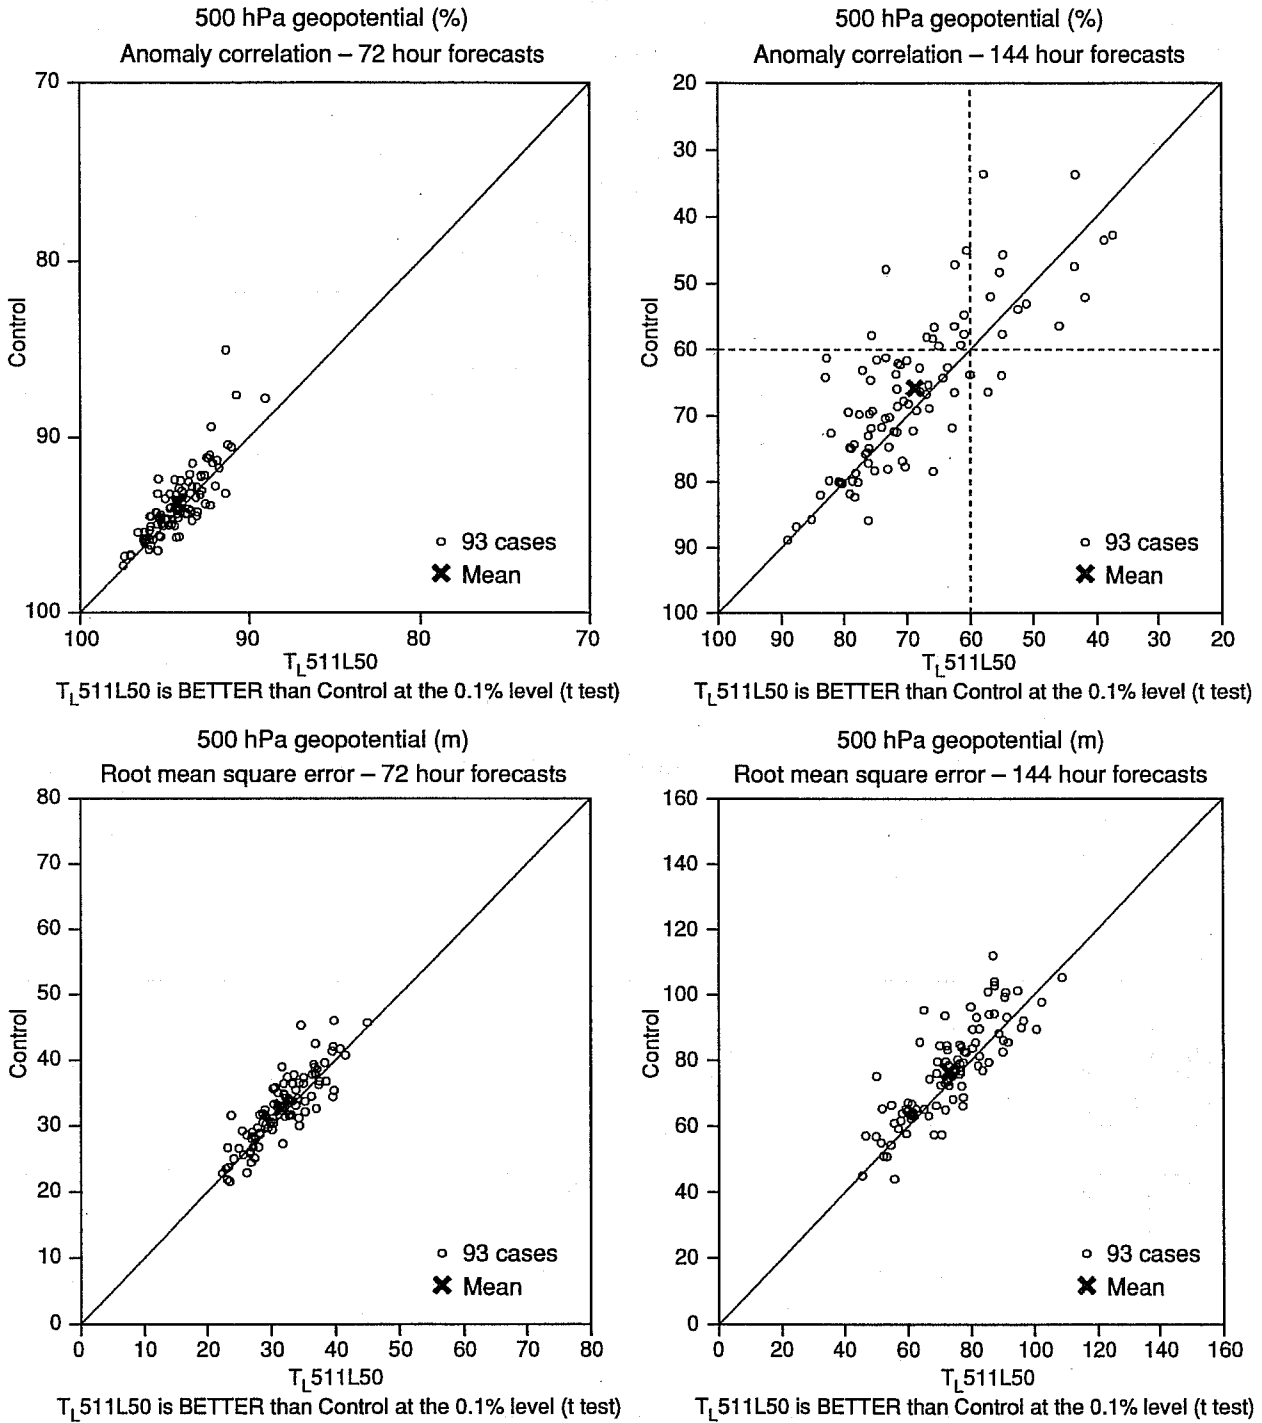 500 hPa geopotential (%)
Anomaly correlation – 72 hour forecasts
70
80
90
100
Control
100
90
80
70
93 cases
Mean
TL511L50
TL511L50 is BETTER than Control at the 0.1% level (t test)
500 hPa geopotential (%)
Anomaly correlation – 144 hour forecasts
20
30
40
50
60
70
80
90
100
Control
100
90
80
70
60
50
40
30
20
93 cases
Mean
TL511L50
TL511L50 is BETTER than Control at the 0.1% level (t test)
500 hPa geopotential (m)
Root mean square error – 72 hour forecasts
80
70
60
50
40
30
20
10
0
Control
0
10
20
30
40
50
60
70
80
93 cases
Mean
TL511L50
TL511L50 is BETTER than Control at the 0.1% level (t test)
500 hPa geopotential (m)
Root mean square error – 144 hour forecasts
160
140
120
100
80
60
40
20
0
Control
0
20
40
60
80
100
120
140
160
93 cases
Mean
TL511L50
TL511L50 is BETTER than Control at the 0.1% level (t test)